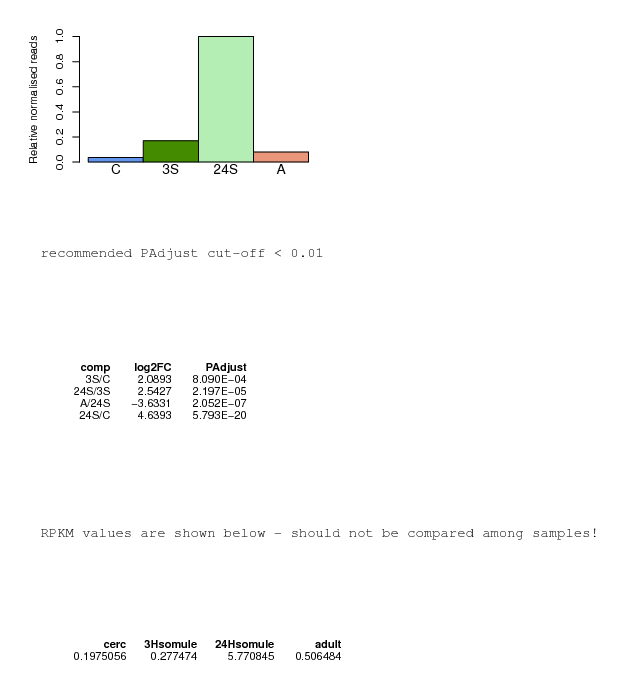 Relative normalised reads
1.0
0.8
0.6
0.4
0.2
0.0
C 3S 24S A
recommended PAdjust cut-off < 0.01
comp log2FC PAdjust
3S/C 2.0893 8.090E-04
24S/3S 2.5427 2.197E-05
A/24S -3.6331 2.052E-07
24S/C 4.6393 5.793E-20
RPKM values are shown below - should not be compared among samples!
cerc 3Hsomule 24Hsomule adult
0.1975056 0.277474 5.770845 0.506484